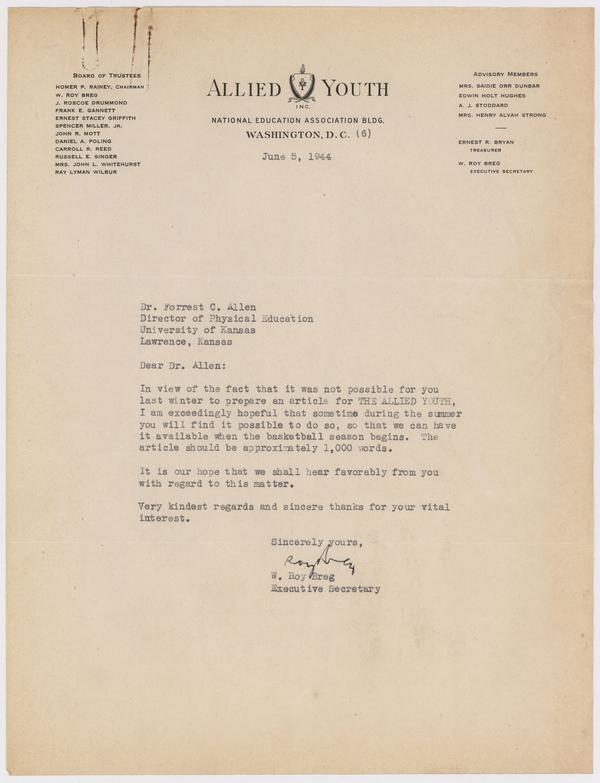 BOARD OF TRUSTEES
HOMER P. RAINEY, CHAIRMAN
W. ROY BREG
J. ROSCOE DRUMMOND
FRANK E. GANNETT
ERNEST STACEY GRIFFITH
SPENCER MILLER, JR.
JOHN R. MOTT
DANIEL A. POLING
CARROLL R. REED
RUSSELL E. SINGER
MRS. JOHN L. WHITEHURST
RAY LYMAN WILBUR
ALLIED YOUTH
INC.
NATIONAL EDUCATION ASSOCIATION BLDG.
WASHINGTON, D. C. (6)
June 5, 1944
ADVISORY MEMBERS
MRS. SAIDIE ORR DUNBAR
EDWIN HOLT HUGHES
A. J. STODDARD
MRS. HENRY ALVAH STRONG
ERNEST R. BRYAN
TREASURER
W. ROY BREG
EXECUTIVE SECRETARY
Dr. Forrest C. Allen
Director of Physical Education
University of Kansas
Lawrence, Kansas
Dear Dr. Allen:
In view of the fact that it was not possible for you
last winter to prepare an article for THE ALLIED YOUTH,
I am exceedingly hopeful that sometime during the summer
you will find it possible to do so, so that we can have
it available when the basketball season begins. The
article should be approximately 1,000 words.
It is our hope that we shall hear favorably from you
with regard to this matter.
Very kindest regards and sincere thanks for your vital
interest.
Sincerely yours,
Roy Breg
W. Roy Breg
Executive Secretary